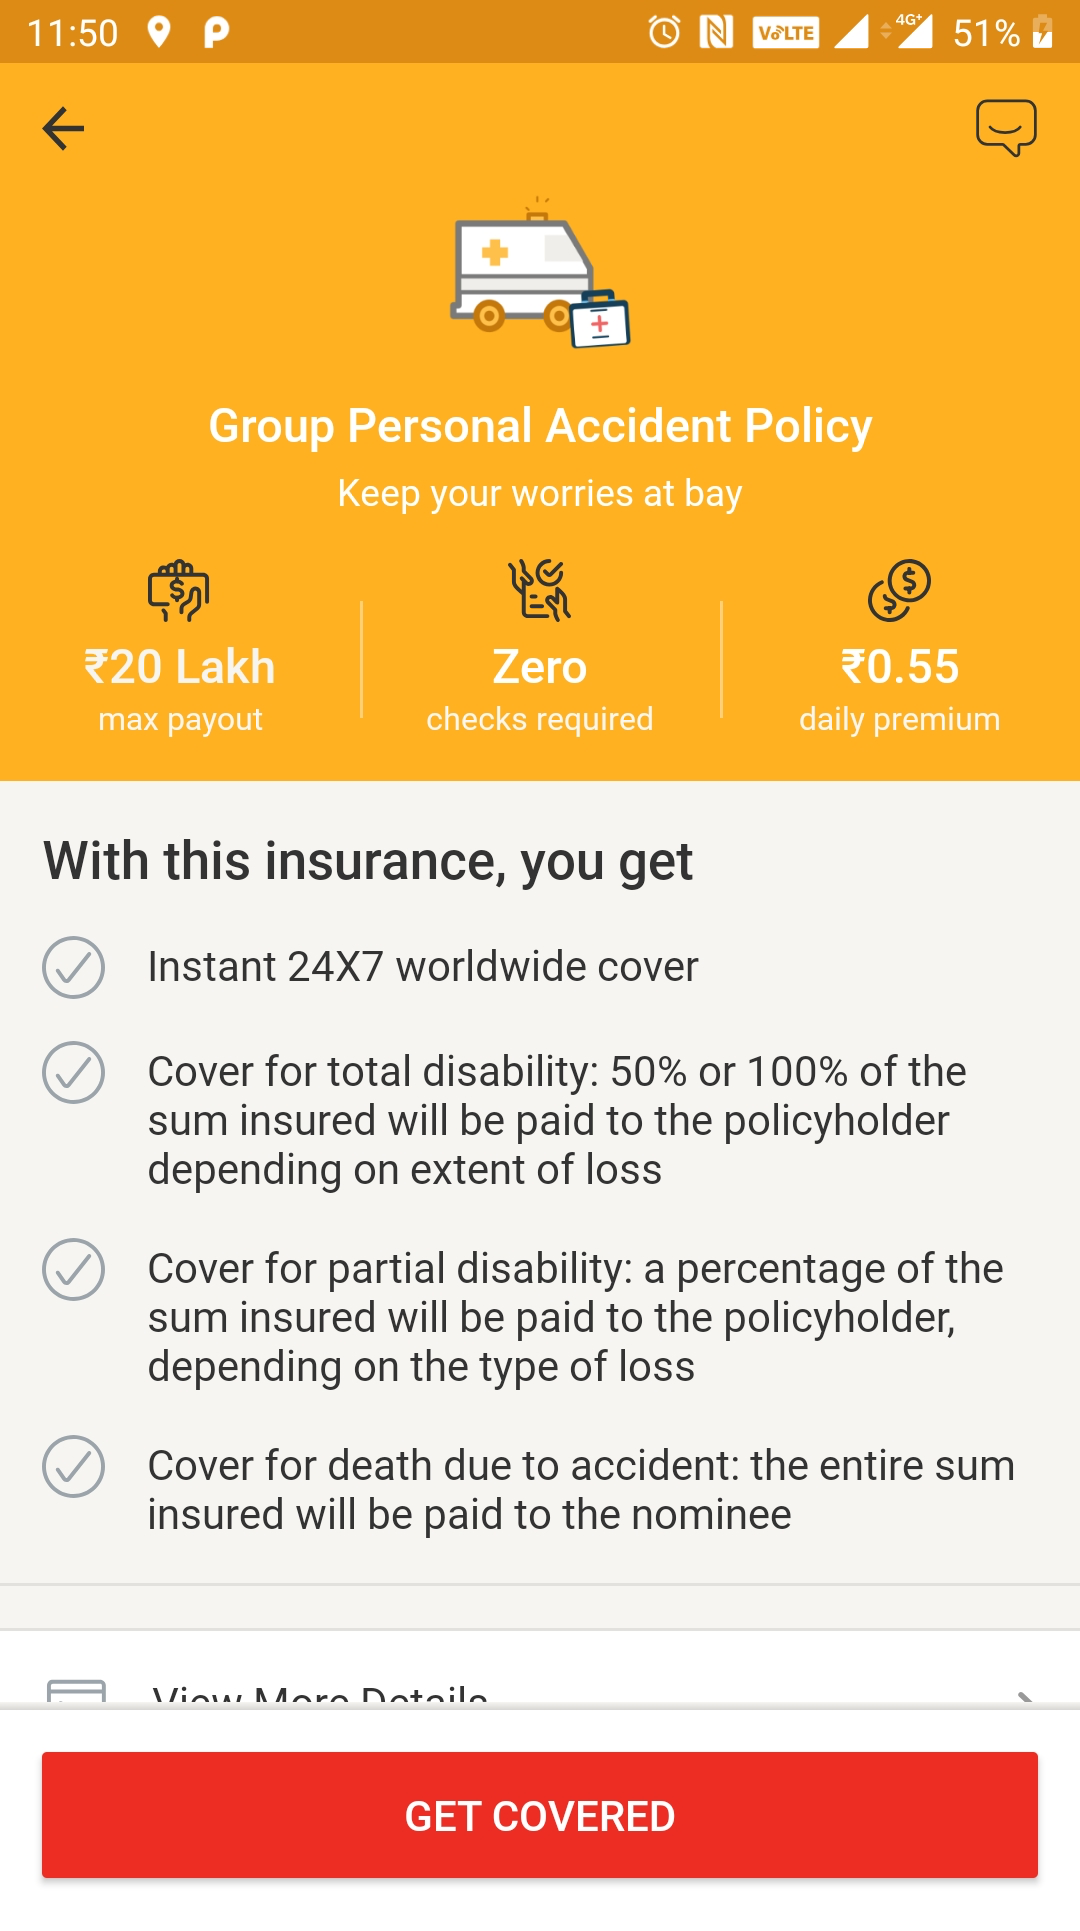 11:50
VoLTE
4G+
51%
Group Personal Accident Policy
Keep your worries at bay
₹20 Lakh
max payout
Zero
checks required
₹0.55
daily premium
With this insurance, you get
Instant 24X7 worldwide cover
Cover for total disability: 50% or 100% of the
sum insured will be paid to the policyholder
depending on extent of loss
Cover for partial disability: a percentage of the
sum insured will be paid to the policyholder,
depending on the type of loss
Cover for death due to accident: the entire sum
insured will be paid to the nominee
View More Details
GET COVERED